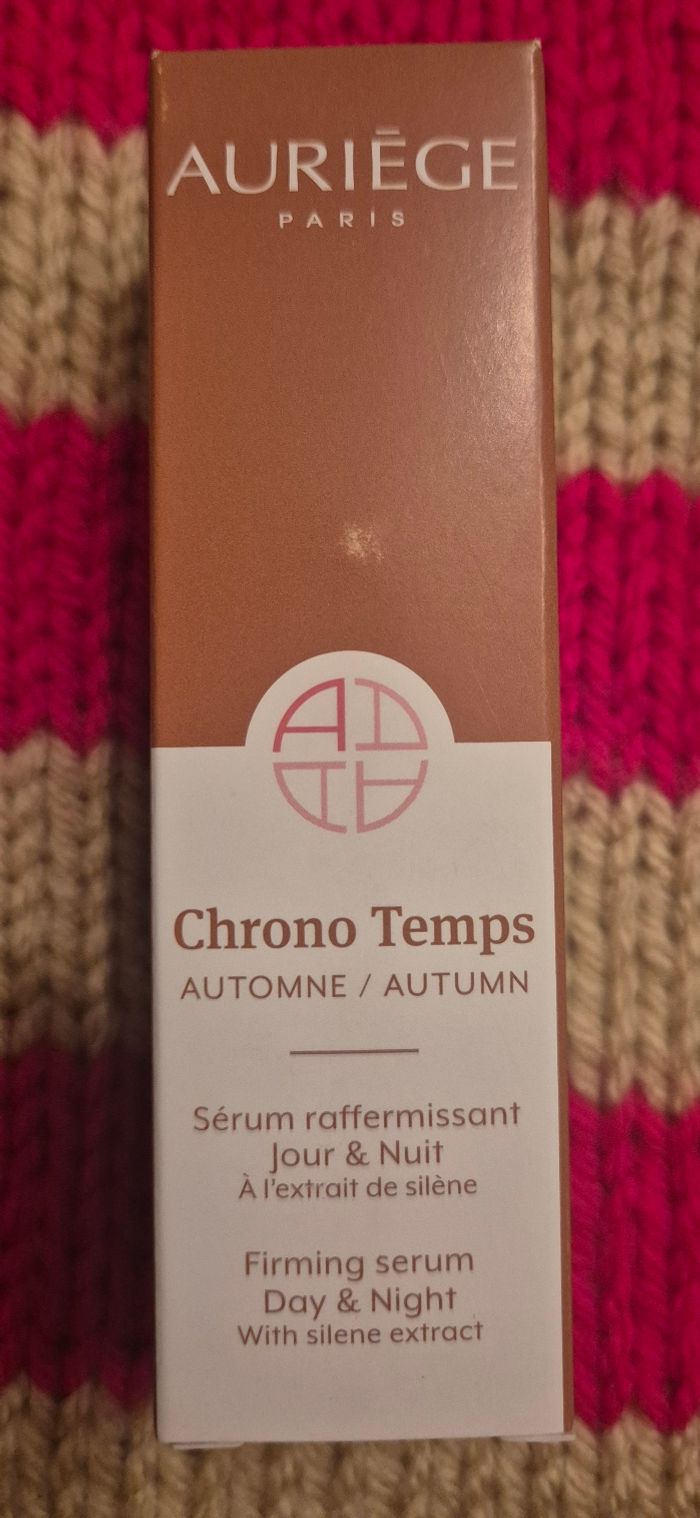 AURIĒGE
PARIS
Chrono Temps
AUTOMNE / AUTUMN
Sérum raffermissant
Jour & Nuit
À l'extrait de silène
Firming serum
Day & Night
With silene extract